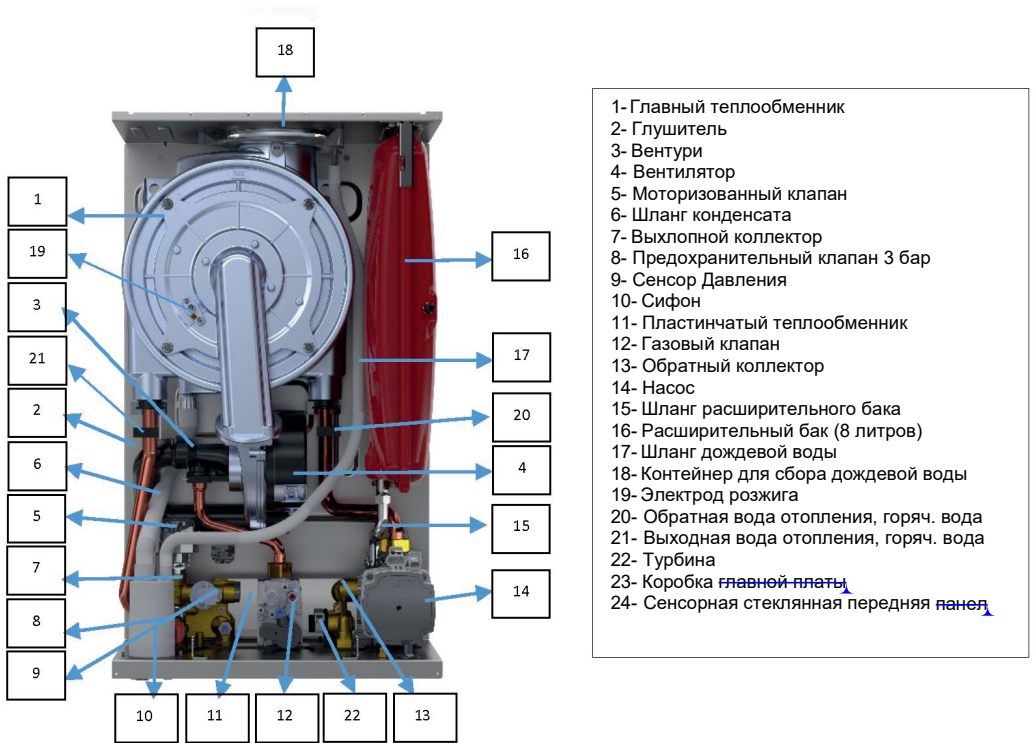 18
1
19
3
21
2
6
5
7
8
9
16
17
20
4
15
14
10
11
12
22
13
1- Главный теплообменник
2- Глушитель
3- Вентури
4- Вентилятор
5- Моторизованный клапан
6- Шланг конденсата
7- Выхлопной коллектор
8- Предохранительный клапан 3 бар
9- Сенсор Давления
10- Сифон
11- Пластинчатый теплообменник
12- Газовый клапан
13- Обратный коллектор
14- Насос
15- Шланг расширительного бака
16- Расширительный бак (8 литров)
17- Шланг дождевой воды
18- Контейнер для сбора дождевой воды
19- Электрод розжига
20- Обратная вода отопления, горяч. вода
21- Выходная вода отопления, горяч. вода
22- Турбина
23- Коробка главной платы
24- Сенсорная стеклянная передняя панел